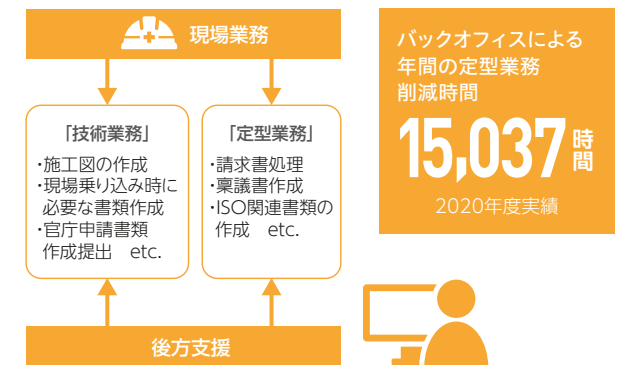 現場業務
「技術業務」
・施工図の作成
・現場乗り込み時に
必要な書類作成
・官庁申請書類
作成提出　etc.
「定型業務」
・請求書処理
・稟議書作成
・ISO関連書類の
作成　etc.
後方支援
バックオフィスによる
年間の定型業務
削減時間
15,037時間
2020年度実績